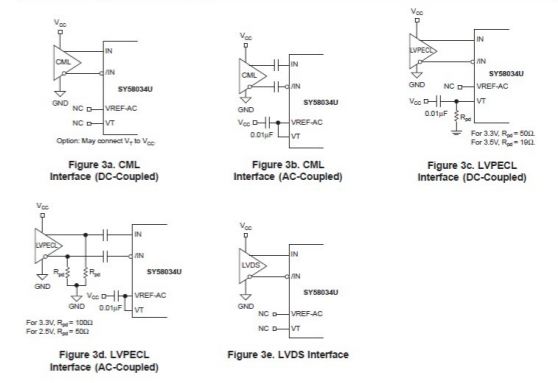 VCC
CML
IN
/IN
SY58034U
GND
NC
VREF-AC
NC
VT
Option: May connect VT to VCC
Figure 3a. CML
Interface (DC-Coupled)
VCC
CML
IN
/IN
SY58034U
GND
VCC
VREF-AC
0.01µF
VT
Figure 3b. CML
Interface (AC-Coupled)
VCC
LVPECL
IN
/IN
SY58034U
GND
NC
VREF-AC
VCC
VT
0.01µF
Rpd
For 3.3V, Rpd = 50Ω
For 3.5V, Rpd = 19Ω
Figure 3c. LVPECL
Interface (DC-Coupled)
VCC
LVPECL
IN
/IN
Rpd
Rpd
SY58034U
GND
GND
VCC
VREF-AC
0.01µF
VT
For 3.3V, Rpd = 100Ω
For 2.5V, Rpd = 50Ω
Figure 3d. LVPECL
Interface (AC-Coupled)
VCC
LVDS
IN
/IN
SY58034U
GND
NC
VREF-AC
NC
VT
Figure 3e. LVDS Interface